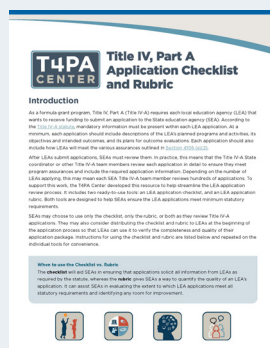 T4PA
CENTER
Title IV, Part A
Application Checklist
and Rubric
Introduction
As a formula grant program, Title IV, Part A (Title IV-A) requires each local education agency (LEA) that
wants to receive funding to submit an application to the State education agency (SEA). According to
the Title IV-A statute, mandatory information must be present within each LEA application. At a
minimum, each application should include descriptions of the LEA's planned programs and activities, its
objectives and intended outcomes, and its plans for outcome evaluations. Each application should also
include how LEAs will meet the various assurances outlined in
After LEAs submit applications, SEAs must review them. In practice, this means that the Title IV-A State
coordinator or other Title IV-A team members review each application in detail to ensure they meet
program assurances and include the required application information. Depending on the number of
LEAs applying, this may mean each SEA Title IV-A team member reviews hundreds of applications. To
support this work, the T4PA Center developed this resource to help streamline the LEA application
review process. It includes two ready-to-use tools: an LEA application checklist, and an LEA application
rubric. Both tools are designed to help SEAs ensure the LEA applications meet minimum statutory
requirements.
SEAs may choose to use only the checklist, only the rubric, or both as they review Title IV-A
applications. They may also consider distributing the checklist and rubric to LEAs at the beginning of
the application process so that LEAs can use it to verify the completeness and quality of their
application package. Instructions for using the checklist and rubric are listed below and repeated on the
individual tools for convenience.
When to use the Checklist vs. Rubric
The checklist will aid SEAs in ensuring that applications solicit all information from LEAs as
required by the statute, whereas the rubric gives SEAs a way to quantify the quality of an LEA's
application. It can assist SEAs in evaluating the extent to which LEA applications meet all
statutory requirements and identifying any room for improvement.